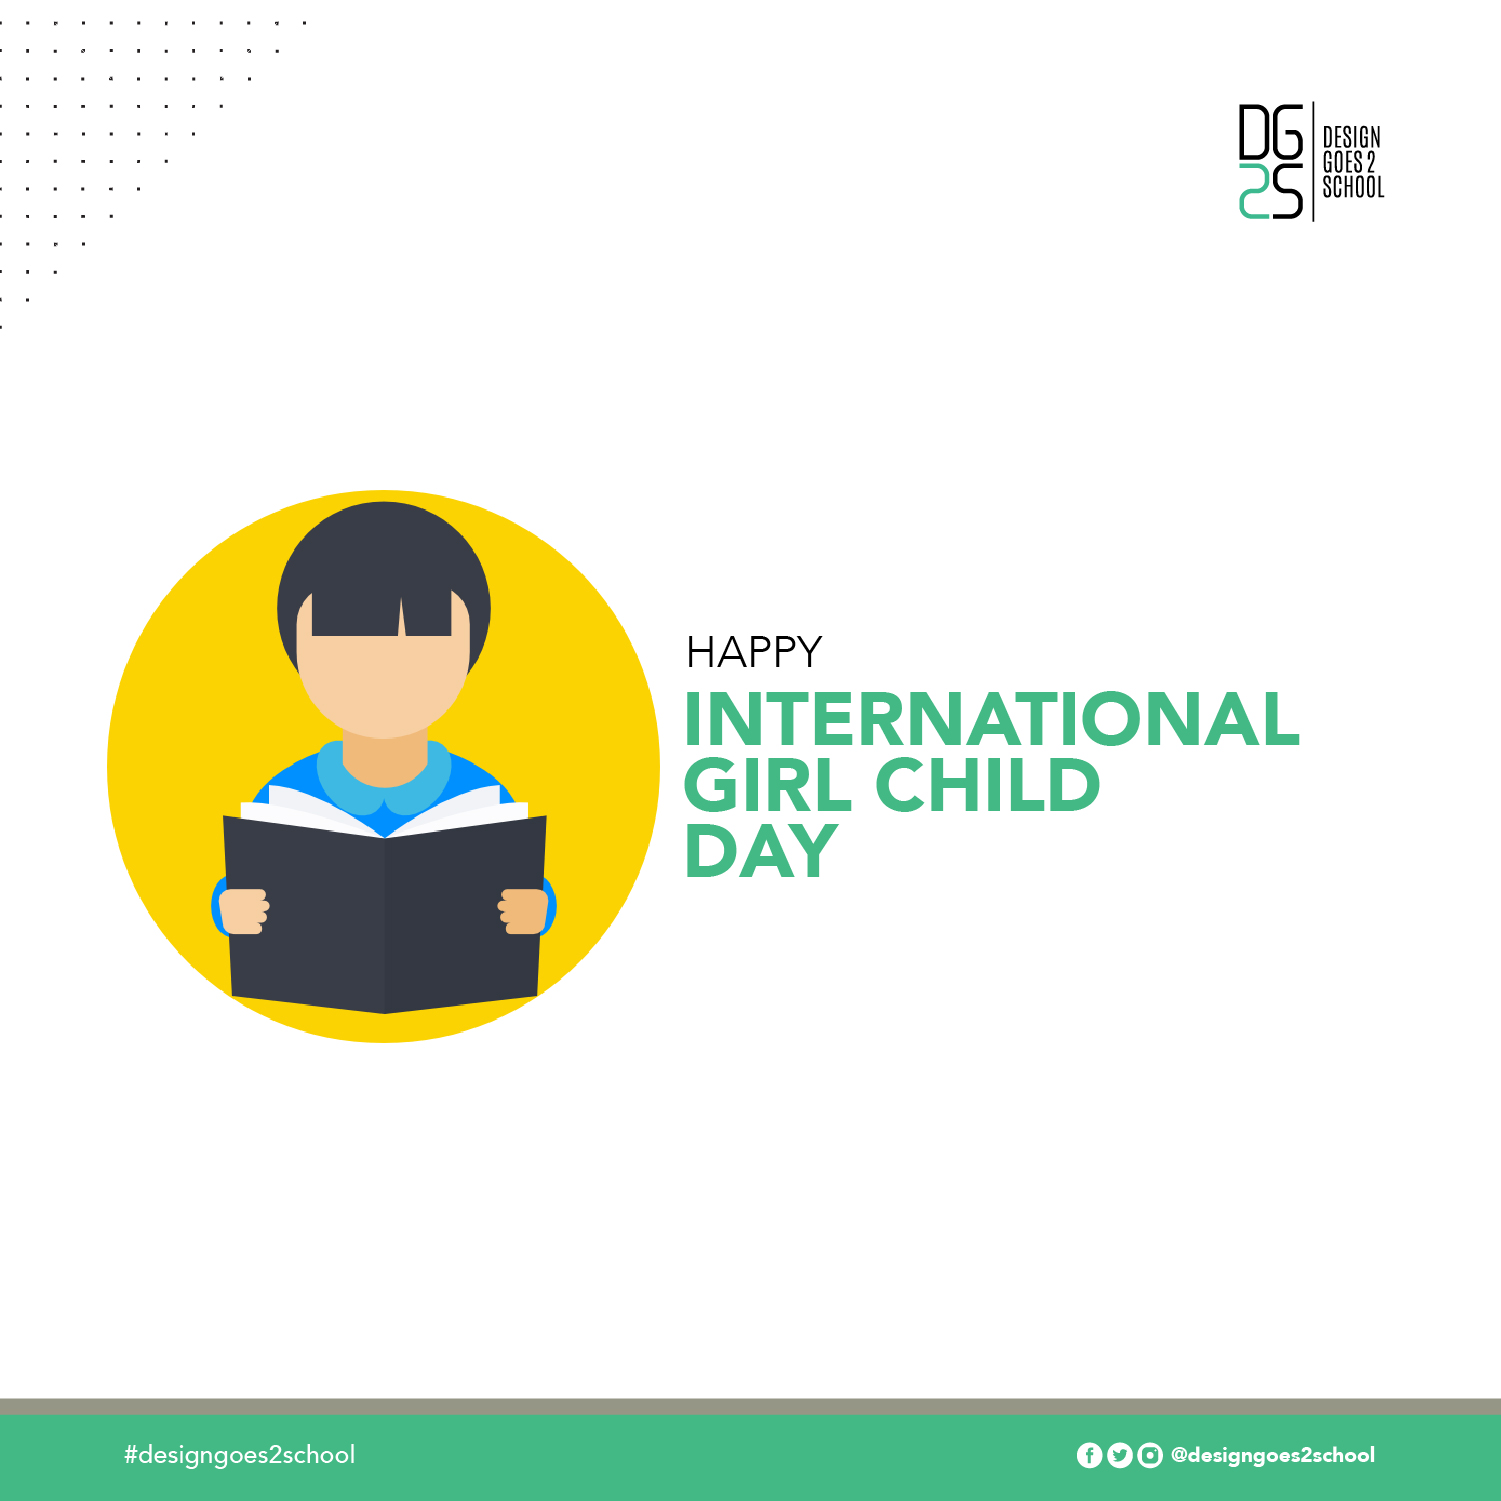 DG
2S
DESIGN
GOES 2
SCHOOL
HAPPY
INTERNATIONAL
GIRL CHILD
DAY
#designgoes2school
@designgoes2school